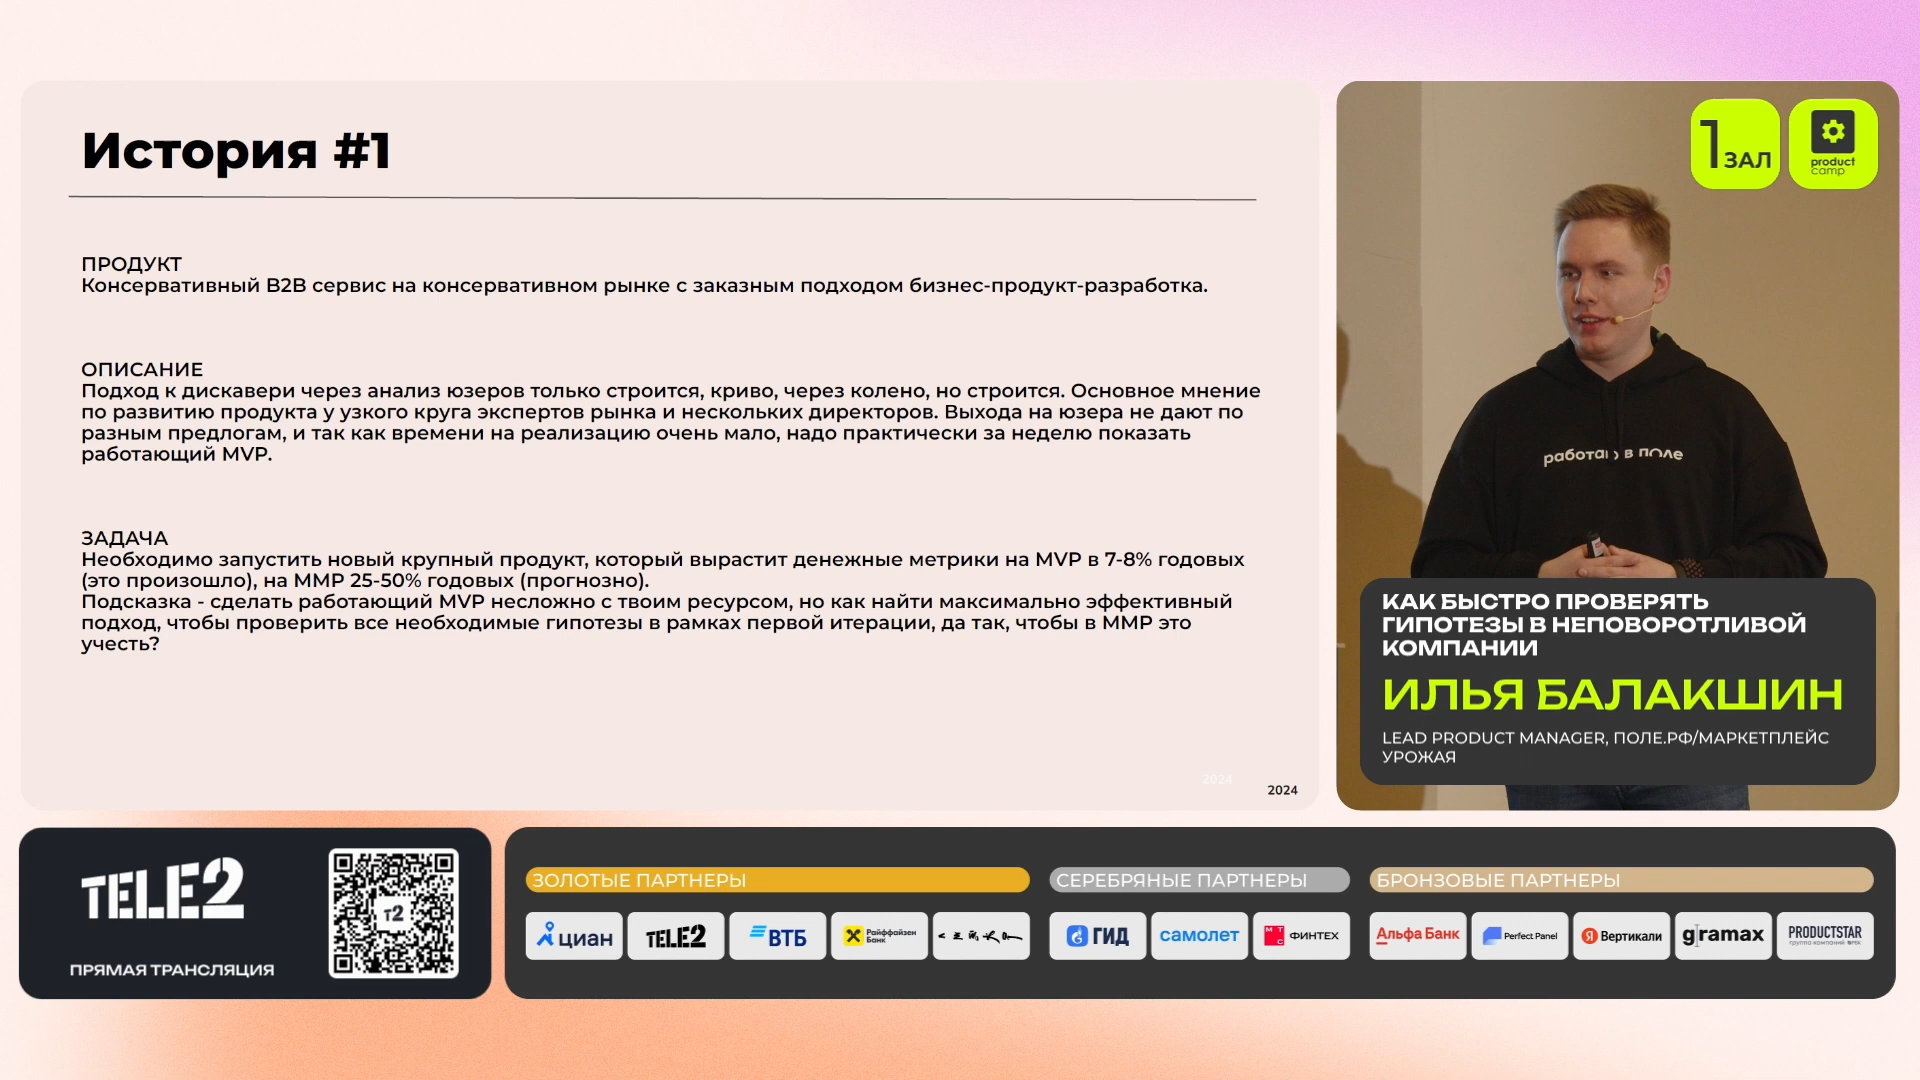 История #1
ПРОДУКТ
Консервативный B2B сервис на консервативном рынке с заказным подходом бизнес-продукт-разработка.
ОПИСАНИЕ
Подход к дискавери через анализ юзеров только строится, криво, через колено, но строится. Основное мнение
по развитию продукта у узкого круга экспертов рынка и нескольких директоров. Выхода на юзера не дают по
разным предлогам, и так как времени на реализацию очень мало, надо практически за неделю показать
работающий MVP.
ЗАДАЧА
Необходимо запустить новый крупный продукт, который вырастит денежные метрики на MVP в 7-8% годовых
(это произошло), на MMP 25-50% годовых (прогнозно).
Подсказка - сделать работающий MVP несложно с твоим ресурсом, но как найти максимально эффективный
подход, чтобы проверить все необходимые гипотезы в рамках первой итерации, да так, чтобы в MMP это
учесть?
2024
2024
1 ЗАЛ
product
camp
работаю в поле
КАК БЫСТРО ПРОВЕРЯТЬ
ГИПОТЕЗЫ В НЕПОВОРОТЛИВОЙ
КОМПАНИИ
ИЛЬЯ БАЛАКШИН
LEAD PRODUCT MANAGER, ПОЛЕ.РФ/МАРКЕТПЛЕЙС
УРОЖАЯ
TELE2
ПРЯМАЯ ТРАНСЛЯЦИЯ
т2
ЗОЛОТЫЕ ПАРТНЕРЫ
циан
TELE2
ВТБ
Райффайзен
Банк
СЕРЕБРЯНЫЕ ПАРТНЕРЫ
ГИД
самолет
МТС
ФИНТЕХ
БРОНЗОВЫЕ ПАРТНЕРЫ
Альфа Банк
Perfect Panel
Я Вертикали
gramax
PRODUCTSTAR